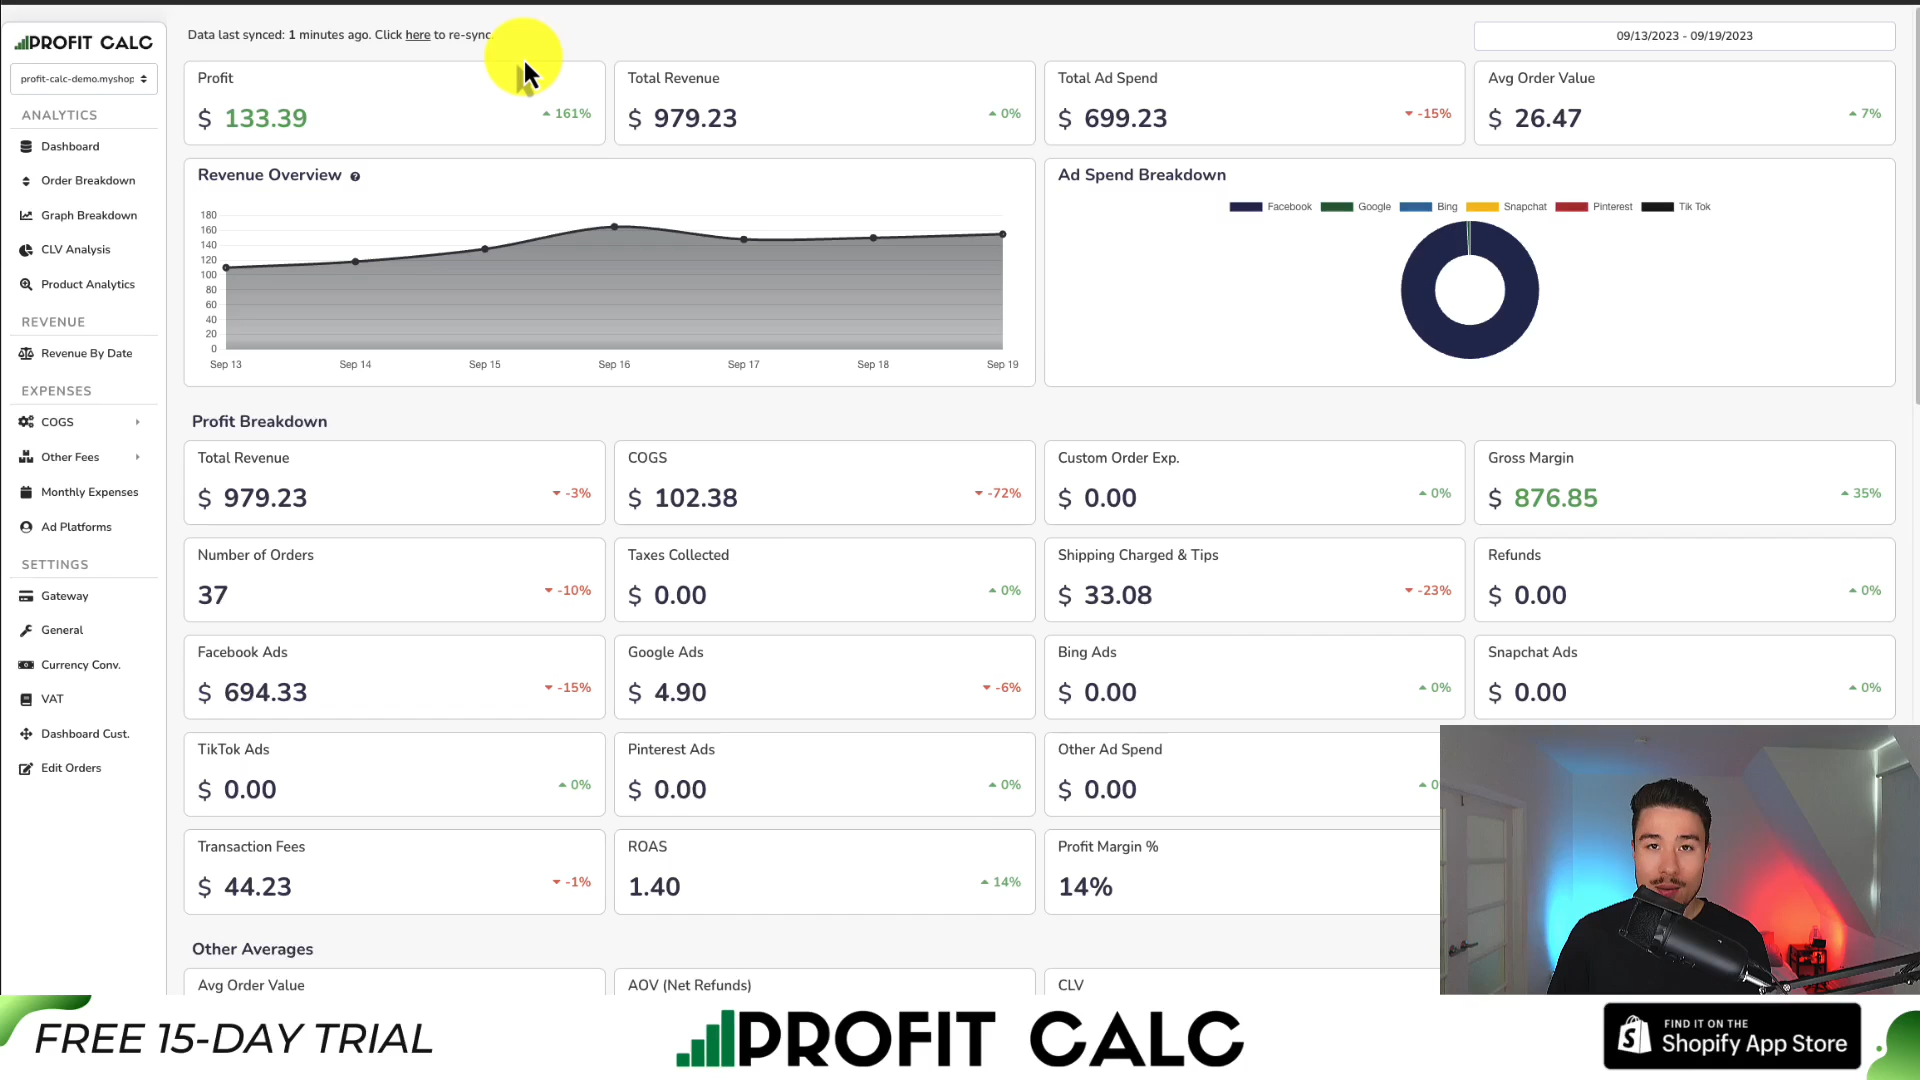 Data last synced: 1 minutes ago. Click here to re-sync.
09/13/2023 - 09/19/2023
PROFIT CALC
profit-calc-demo.myshop
ANALYTICS
Dashboard
Order Breakdown
Graph Breakdown
CLV Analysis
Product Analytics
REVENUE
Revenue By Date
EXPENSES
COGS
Other Fees
Monthly Expenses
Ad Platforms
SETTINGS
Gateway
General
Currency Conv.
VAT
Dashboard Cust.
Edit Orders
Profit
$ 133.39
161%
Total Revenue
$ 979.23
0%
Total Ad Spend
$ 699.23
-15%
Avg Order Value
$ 26.47
7%
Revenue Overview
180
160
140
120
100
80
60
40
20
0
Sep 13 Sep 14 Sep 15 Sep 16 Sep 17 Sep 18 Sep 19
Ad Spend Breakdown
Facebook Google Bing Snapchat Pinterest Tik Tok
Profit Breakdown
Total Revenue
$ 979.23
-3%
COGS
$ 102.38
-72%
Custom Order Exp.
$ 0.00
0%
Gross Margin
$ 876.85
35%
Number of Orders
37
-10%
Taxes Collected
$ 0.00
0%
Shipping Charged & Tips
$ 33.08
-23%
Refunds
$ 0.00
0%
Facebook Ads
$ 694.33
-15%
Google Ads
$ 4.90
-6%
Bing Ads
$ 0.00
0%
Snapchat Ads
$ 0.00
0%
TikTok Ads
$ 0.00
0%
Pinterest Ads
$ 0.00
0%
Other Ad Spend
$ 0.00
0
Transaction Fees
$ 44.23
-1%
ROAS
1.40
14%
Profit Margin %
14%
Other Averages
Avg Order Value
AOV (Net Refunds)
CLV
FREE 15-DAY TRIAL
PROFIT CALC
FIND IT ON THE
Shopify App Store